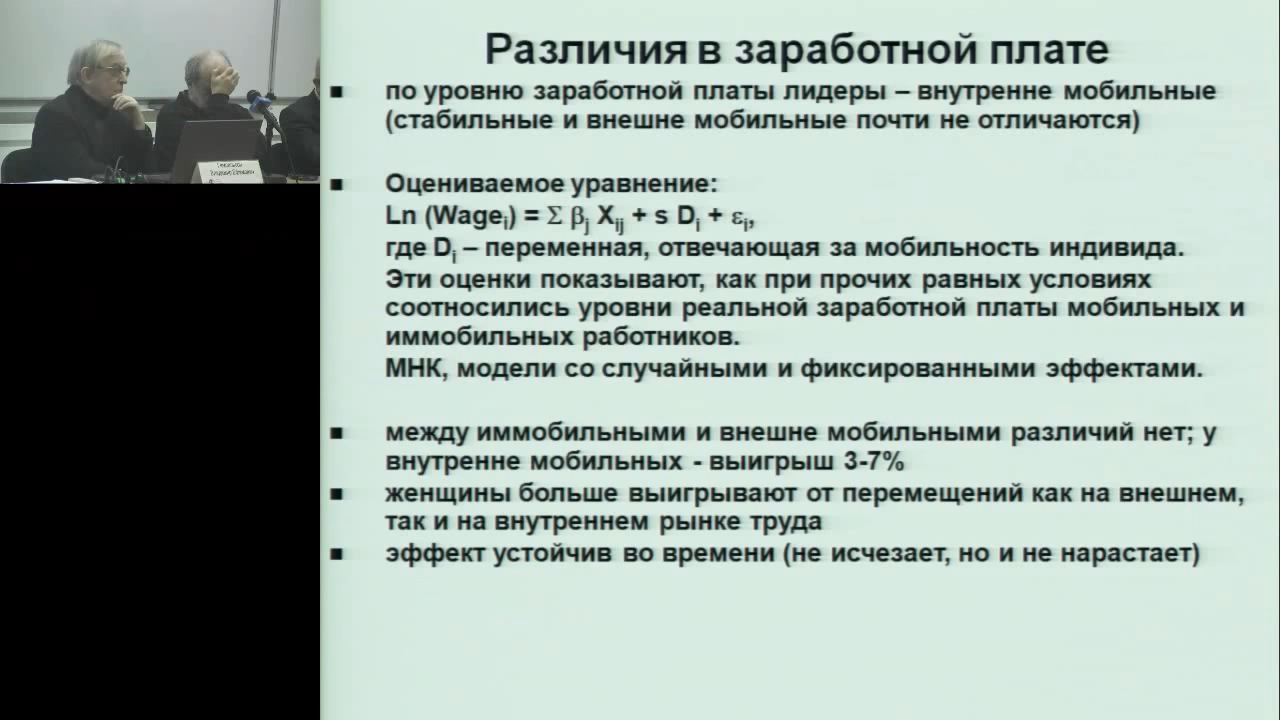 Различия в заработной плате
▪ по уровню заработной платы лидеры – внутренне мобильные
(стабильные и внешне мобильные почти не отличаются)
▪ Оцениваемое уравнение:
Ln (Wageᵢ) = Σ βⱼ Xᵢⱼ + s Dᵢ + εᵢ,
где Dᵢ – переменная, отвечающая за мобильность индивида.
Эти оценки показывают, как при прочих равных условиях
соотносились уровни реальной заработной платы мобильных и
иммобильных работников.
МНК, модели со случайными и фиксированными эффектами.
▪ между иммобильными и внешне мобильными различий нет; у
внутренне мобильных - выигрыш 3-7%
▪ женщины больше выигрывают от перемещений как на внешнем,
так и на внутреннем рынке труда
▪ эффект устойчив во времени (не исчезает, но и не нарастает)